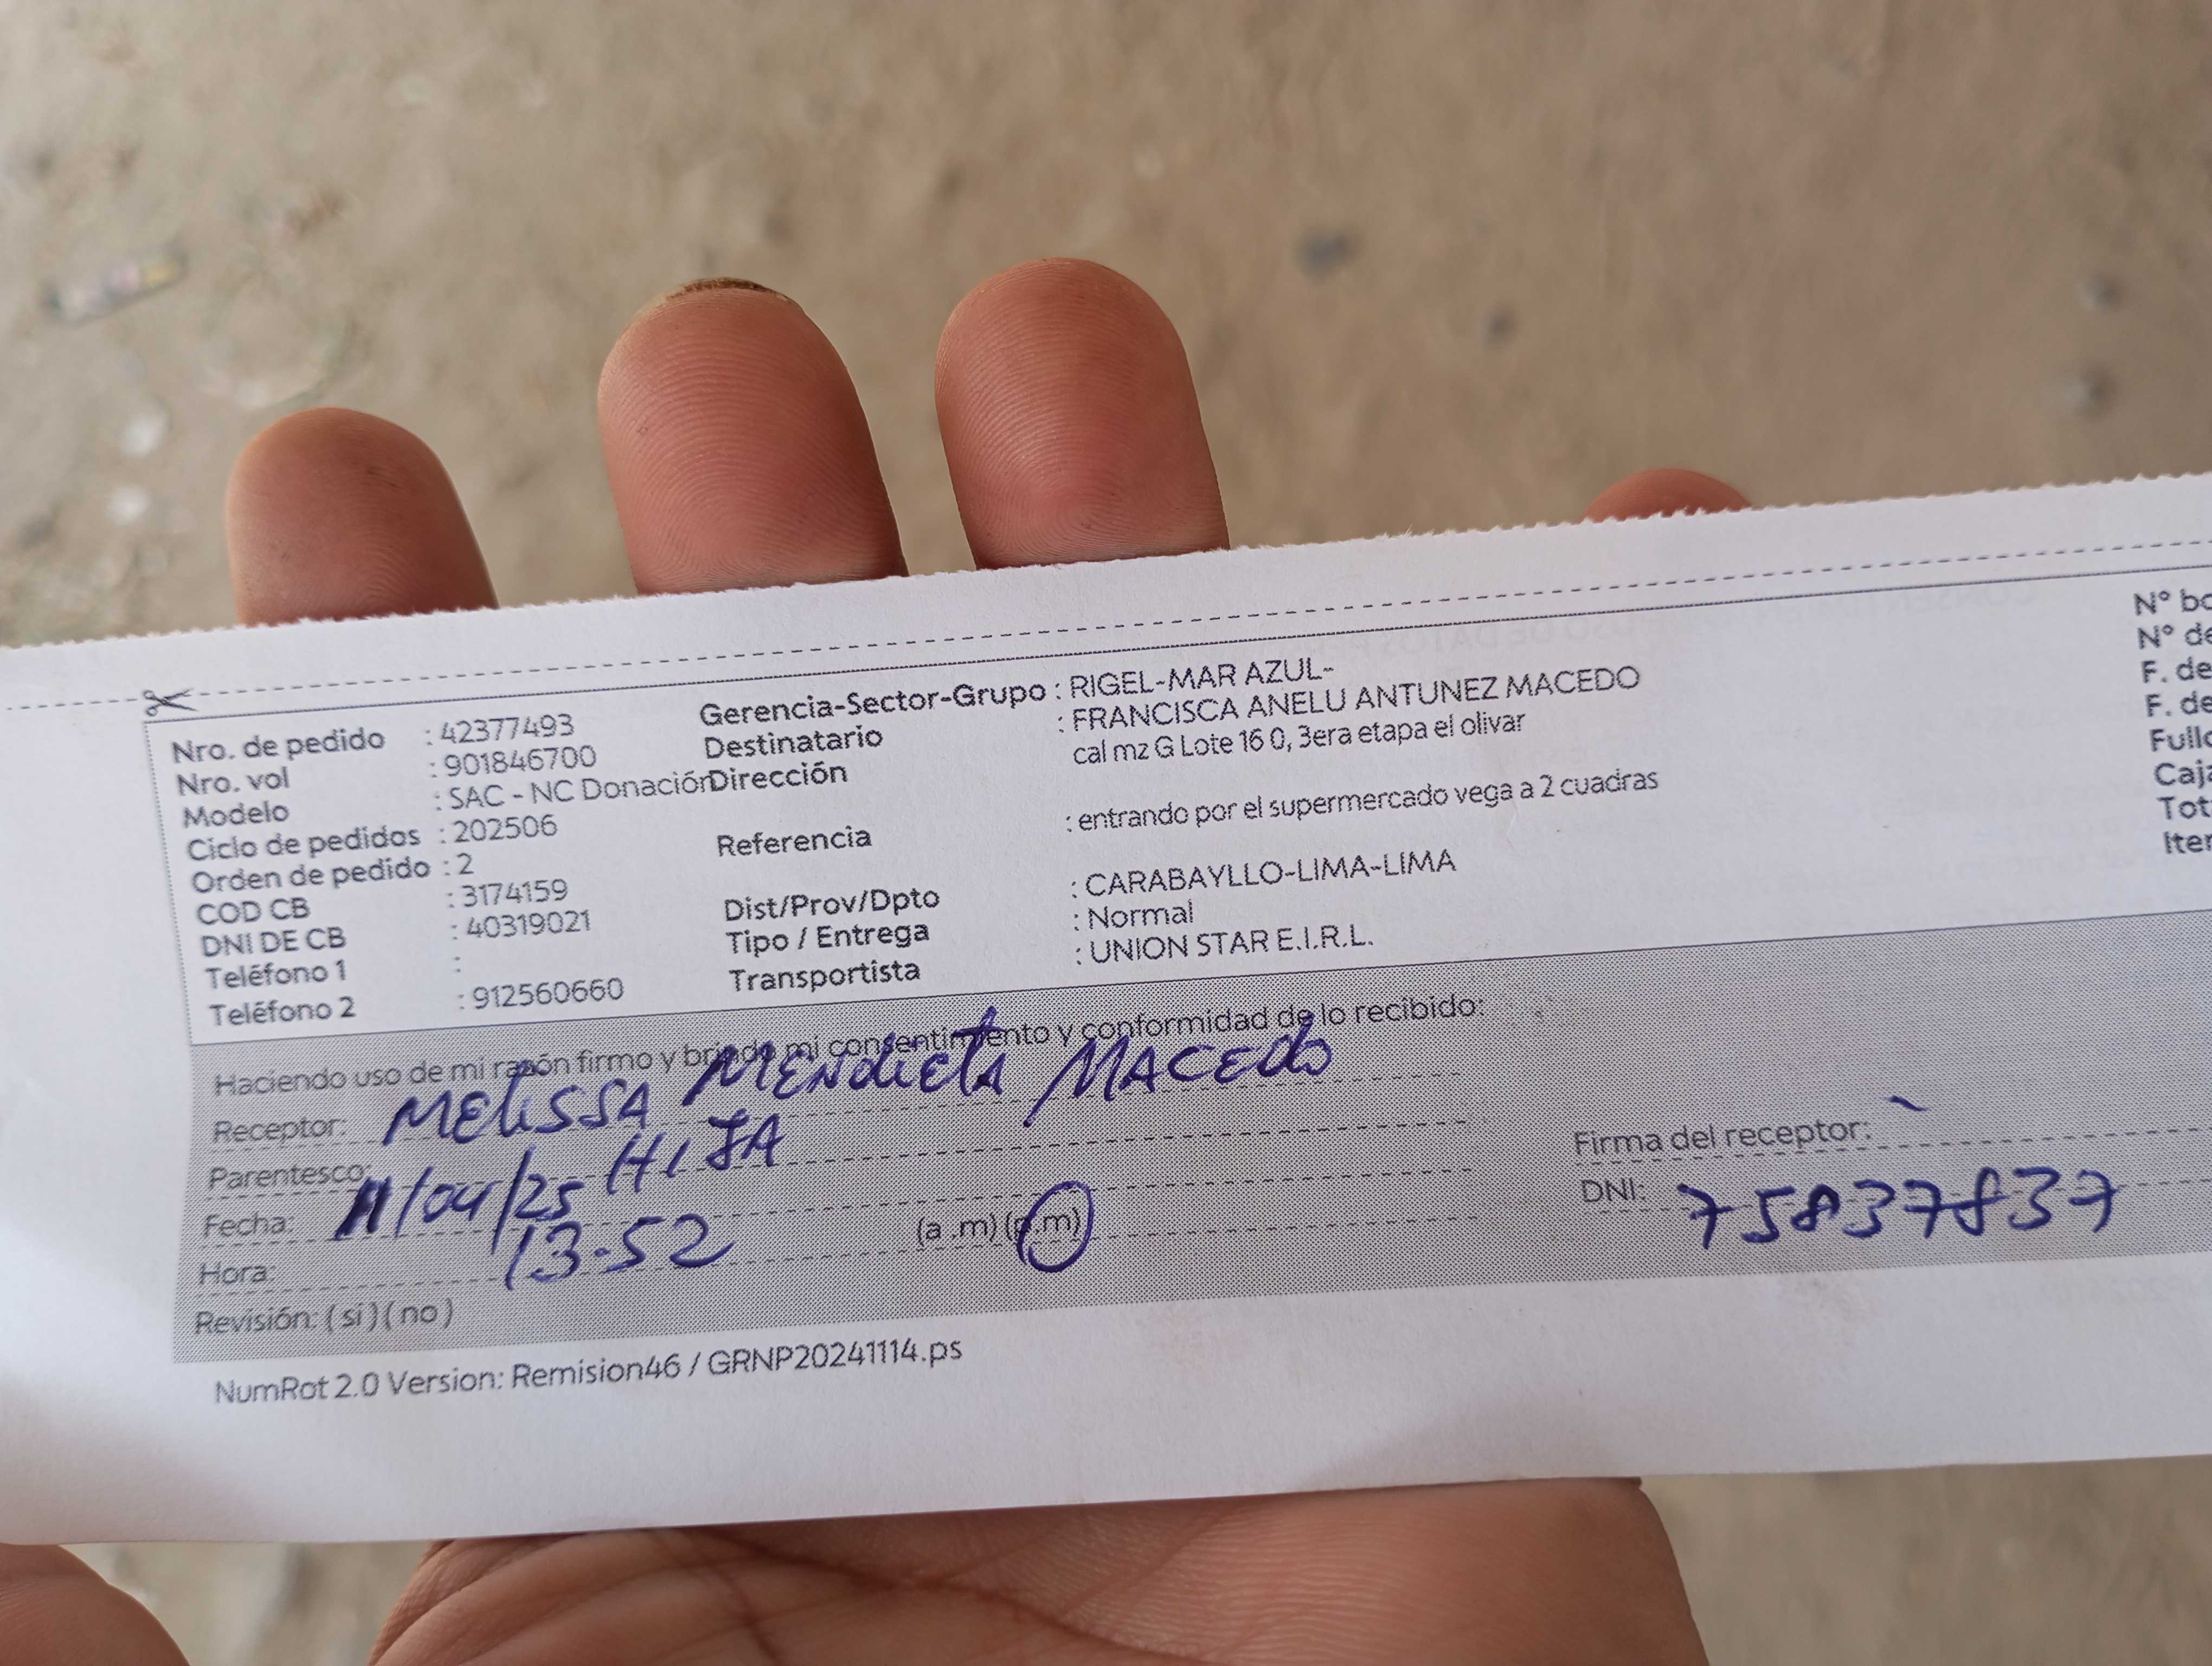 Nro. de pedido : 42377493
Nro. vol : 901846700
Modelo : SAC - NC Donación
Ciclo de pedidos : 202506
Orden de pedido : 2
COD CB : 3174159
DNI DE CB : 40319021
Teléfono 1 :
Teléfono 2 : 912560660
Gerencia-Sector-Grupo : RIGEL-MAR AZUL-
Destinatario : FRANCISCA ANELU ANTUNEZ MACEDO
Dirección cal mz G Lote 16 0, 3era etapa el olivar
Referencia : entrando por el supermercado vega a 2 cuadras
Dist/Prov/Dpto : CARABAYLLO-LIMA-LIMA
Tipo / Entrega : Normal
Transportista : UNION STAR E.I.R.L.
N° bo
N° de
F. de
F. de
Fullc
Caja
Tot
Iter
Haciendo uso de mi razón firmo y brindo mi consentimiento y conformidad de lo recibido:
Receptor: MELISSA MENDIETA MACEDO
Parentesco: HIJA
Fecha: 11/04/25
Hora: 13-52 (a .m) (p.m)
Revisión: ( si ) ( no )
Firma del receptor:
DNI: 75837837
NumRot 2.0 Version: Remision46 / GRNP20241114.ps